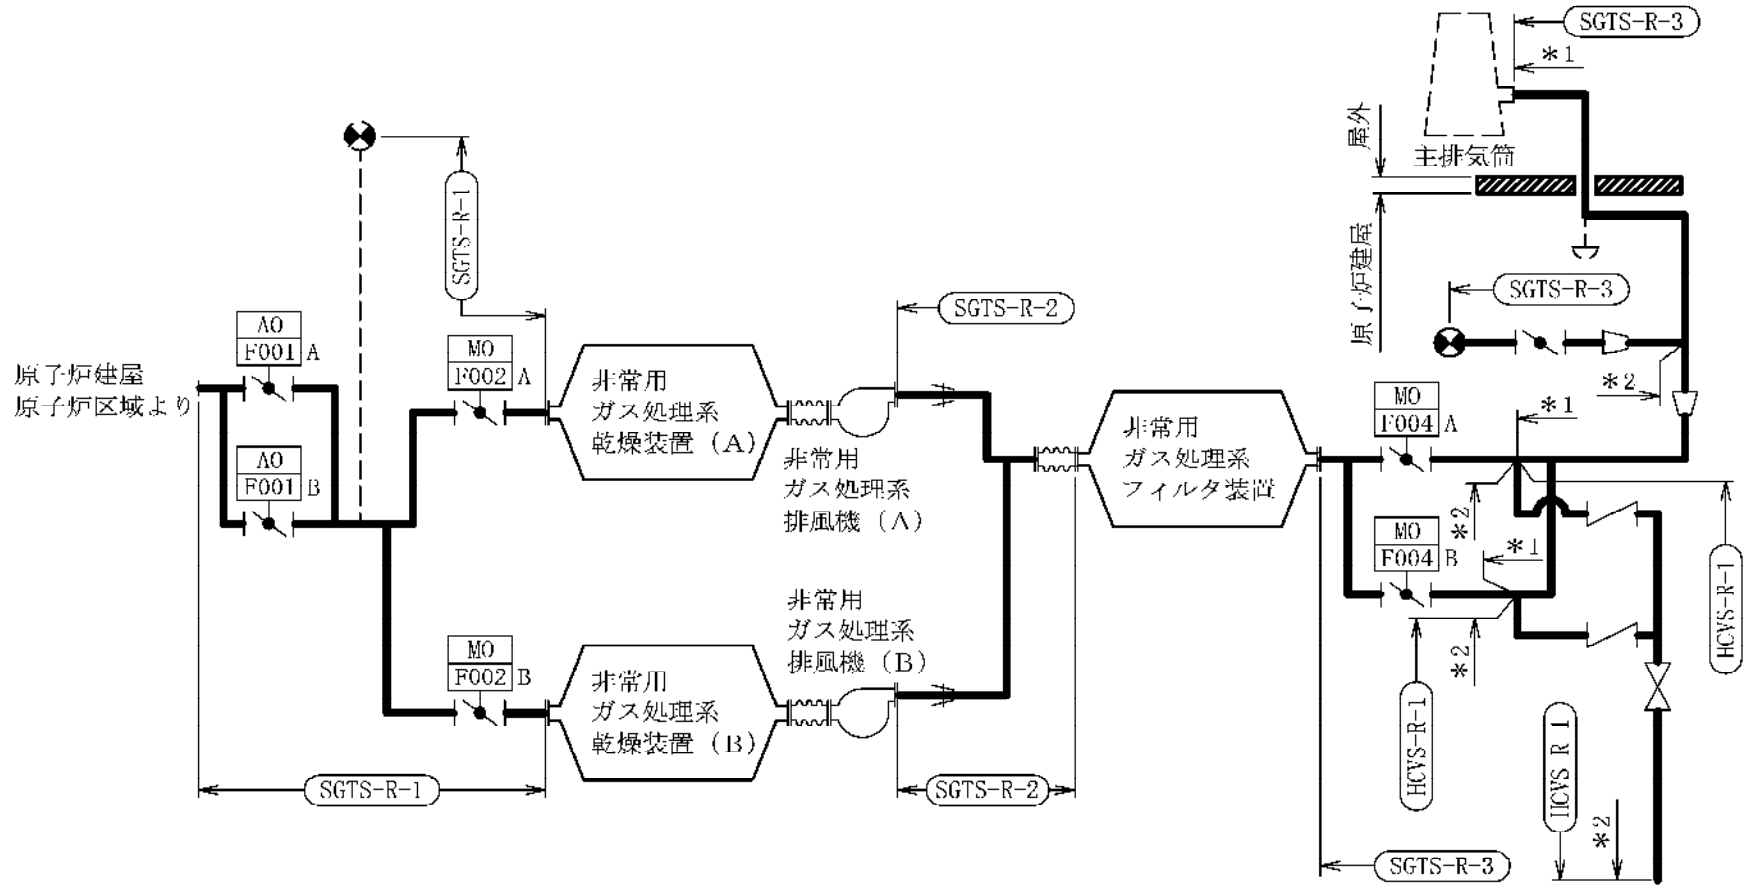 SGTS-R-3
*1
屋外
主排気筒
原子炉建屋
SGTS-R-3
*2
*1
SGTS-R-1
SGTS-R-2
AO
F001 A
MO
F002 A
原子炉建屋
原子炉区域より
AO
F001 B
非常用
ガス処理系
乾燥装置(A)
非常用
ガス処理系
排風機(A)
非常用
ガス処理系
フィルタ装置
MO
F004 A
*2
HCVS-R-1
MO
F004 B
*1
*2
HCVS-R-1
非常用
ガス処理系
排風機(B)
MO
F002 B
非常用
ガス処理系
乾燥装置(B)
SGTS-R-1
SGTS-R-2
HCVS-R-1
*2
SGTS-R-3